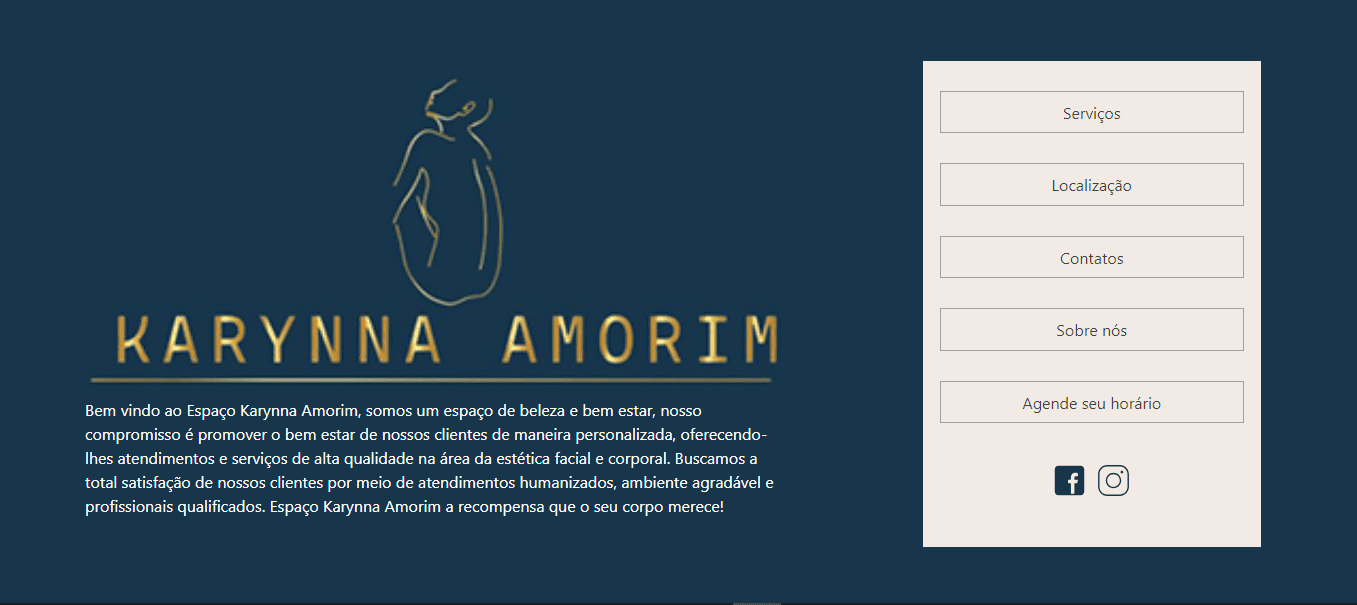 KARYNNA AMORIM
Bem vindo ao Espaço Karynna Amorim, somos um espaço de beleza e bem estar, nosso
compromisso é promover o bem estar de nossos clientes de maneira personalizada, oferecendo-
lhes atendimentos e serviços de alta qualidade na área da estética facial e corporal. Buscamos a
total satisfação de nossos clientes por meio de atendimentos humanizados, ambiente agradável e
profissionais qualificados. Espaço Karynna Amorim a recompensa que o seu corpo merece!
Serviços
Localização
Contatos
Sobre nós
Agende seu horário